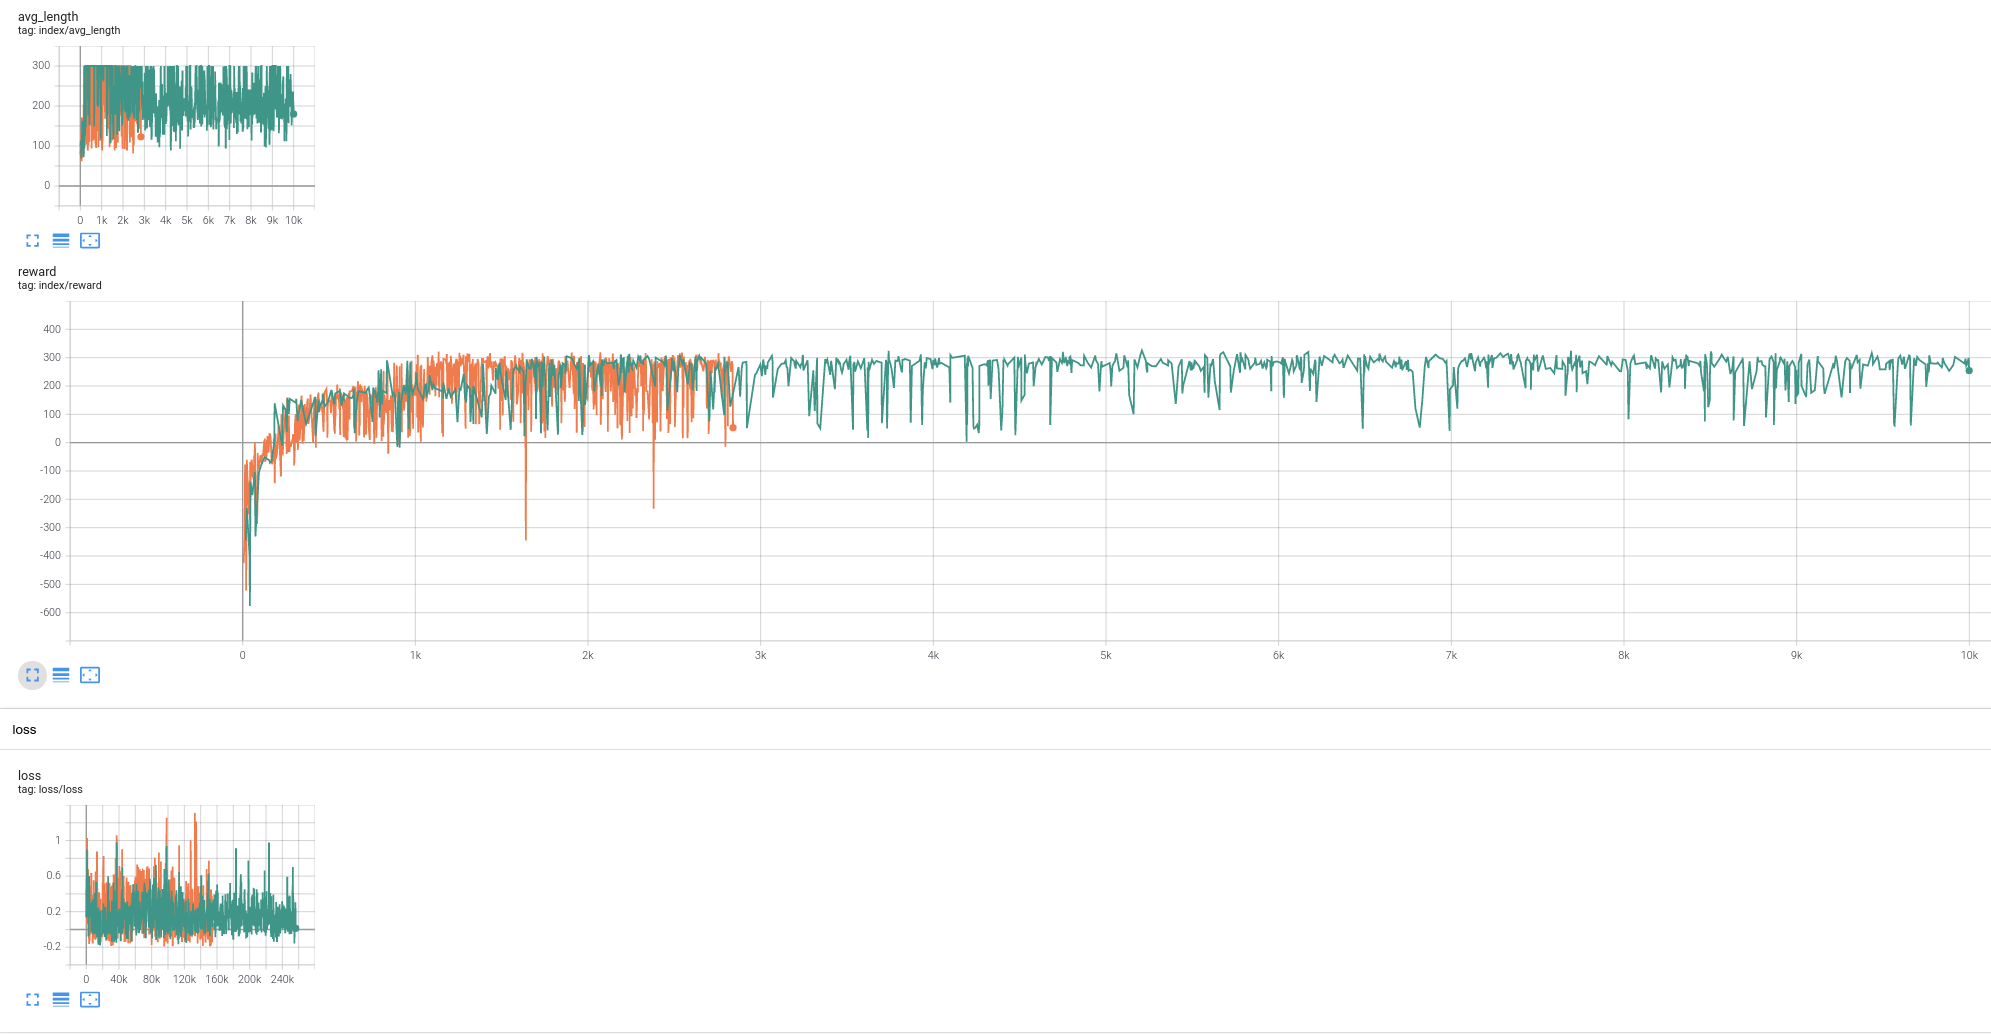 avg_length
tag: index/avg_length
300
200
100
0
0 1k 2k 3k 4k 5k 6k 7k 8k 9k 10k
reward
tag: index/reward
400
300
200
100
0
-100
-200
-300
-400
-500
-600
0 1k 2k 3k 4k 5k 6k 7k 8k 9k 10k
loss
loss
tag: loss/loss
1
0.6
0.2
-0.2
0 40k 80k 120k 160k 200k 240k